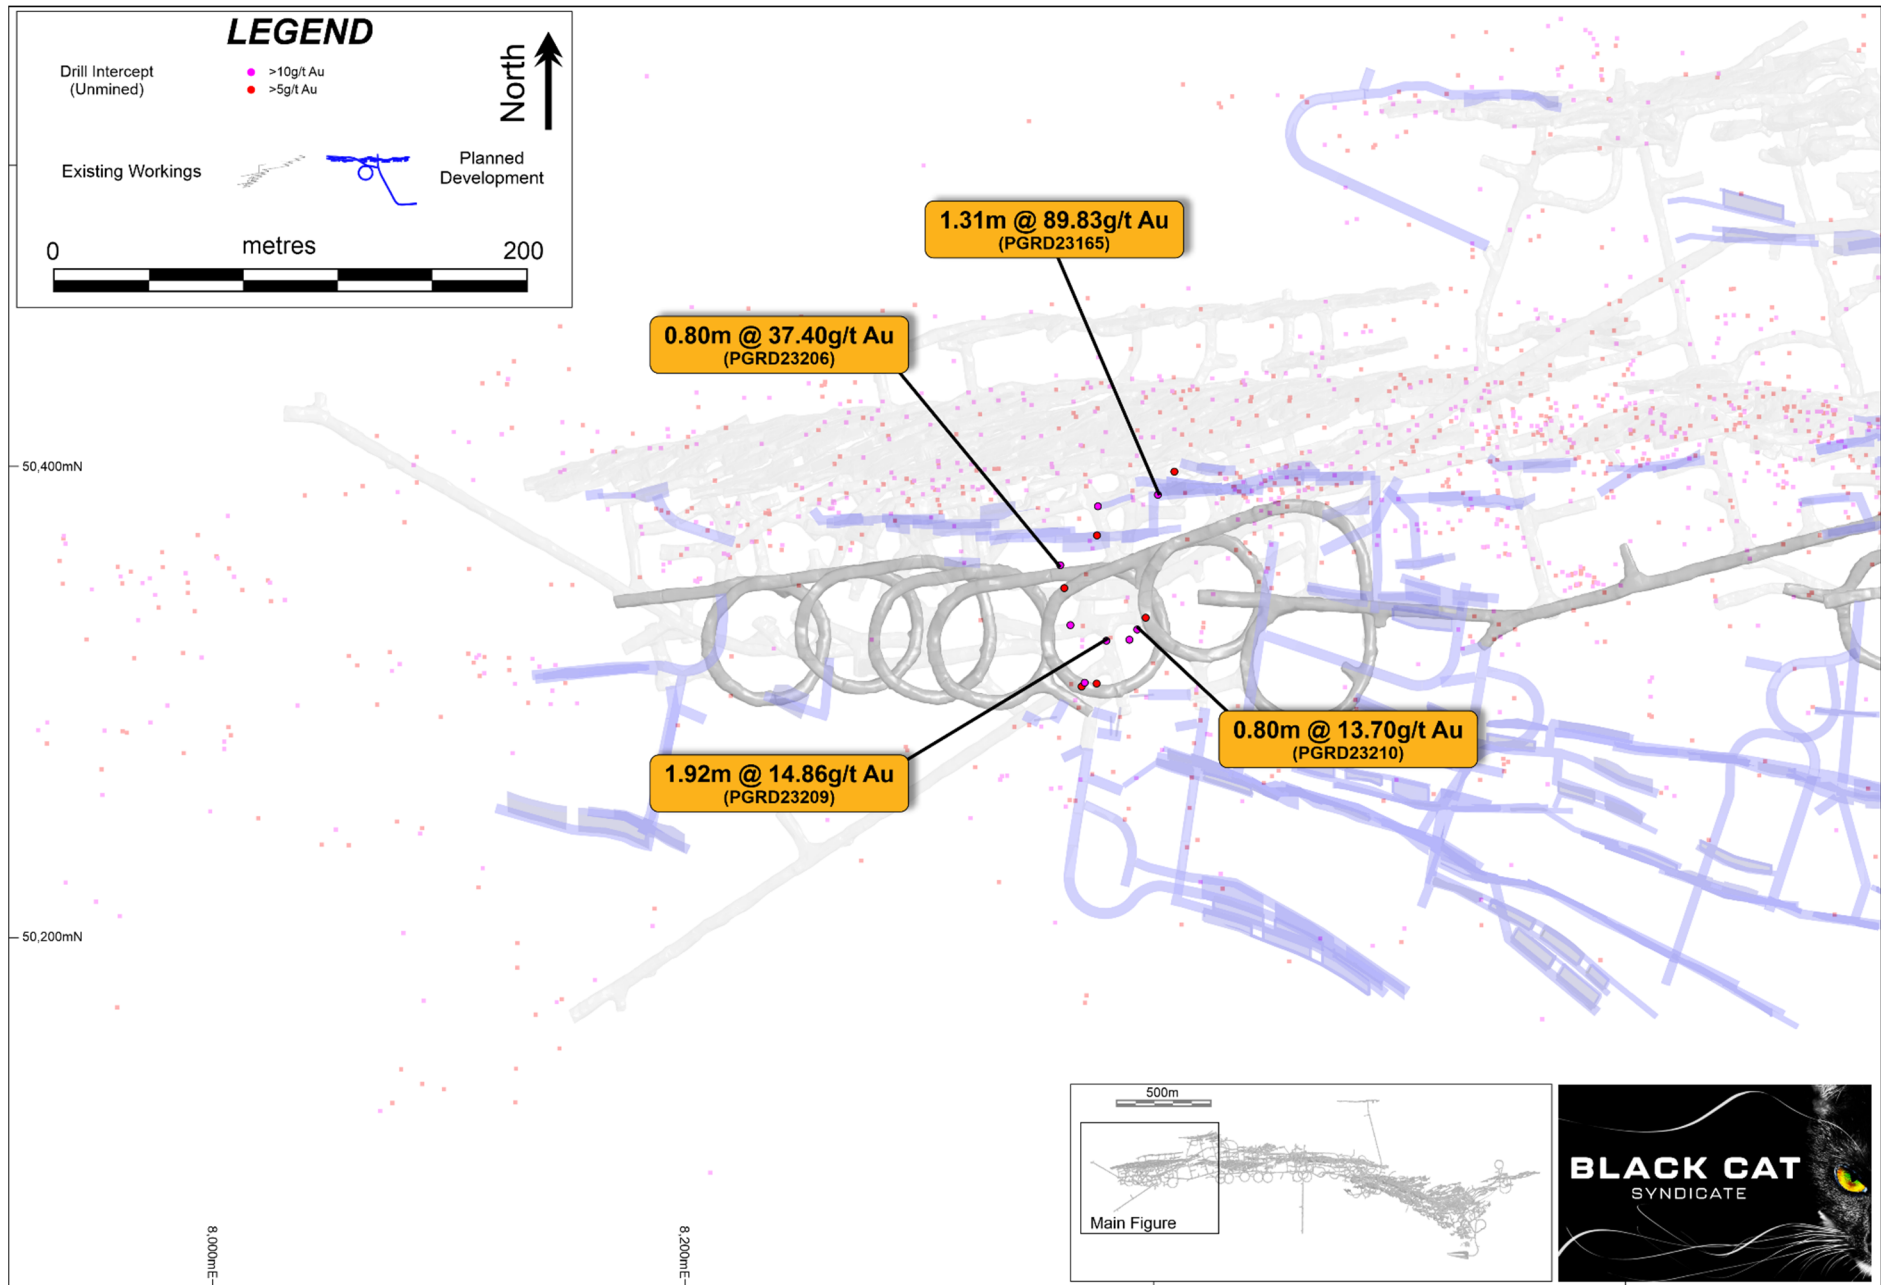 LEGEND
Drill Intercept
(Unmined)
>10g/t Au
>5g/t Au
North
Existing Workings
Planned
Development
0 metres 200
1.31m @ 89.83g/t Au
(PGRD23165)
0.80m @ 37.40g/t Au
(PGRD23206)
50,400mN
0.80m @ 13.70g/t Au
(PGRD23210)
1.92m @ 14.86g/t Au
(PGRD23209)
50,200mN
500m
Main Figure
BLACK CAT
SYNDICATE
8,000mE
8,200mE